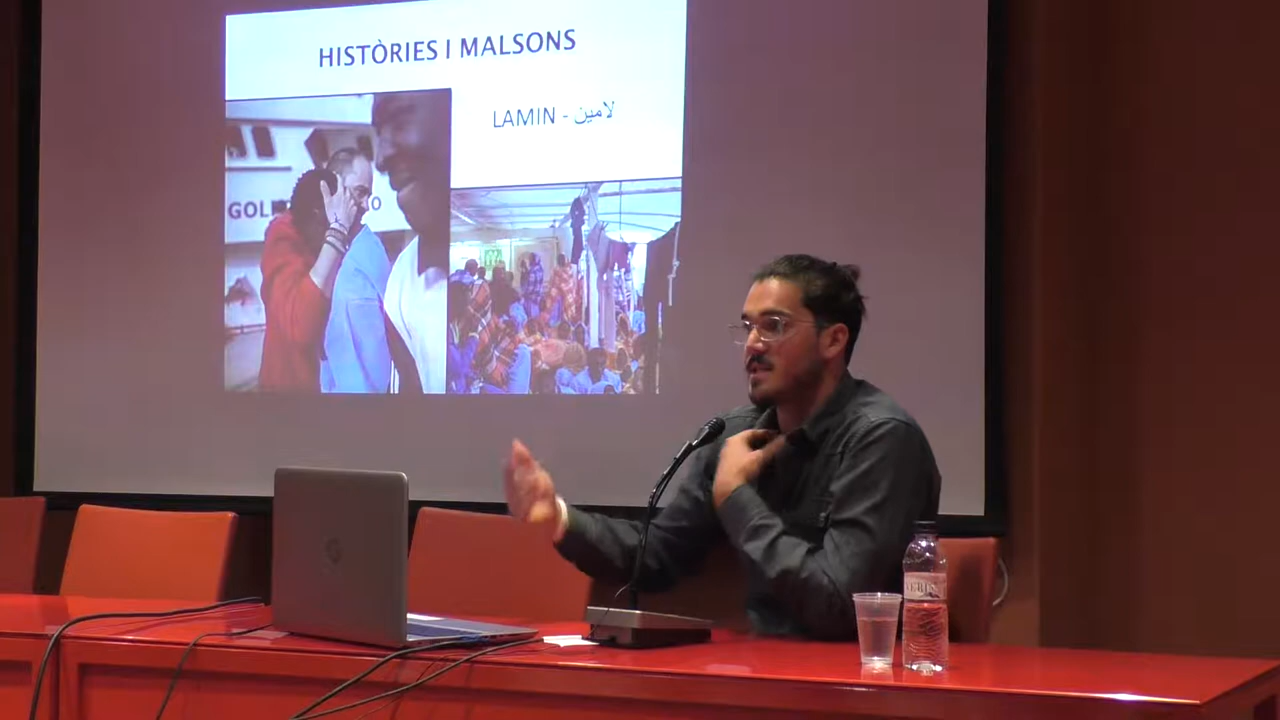 HISTÒRIES I MALSONS
LAMIN - لامين